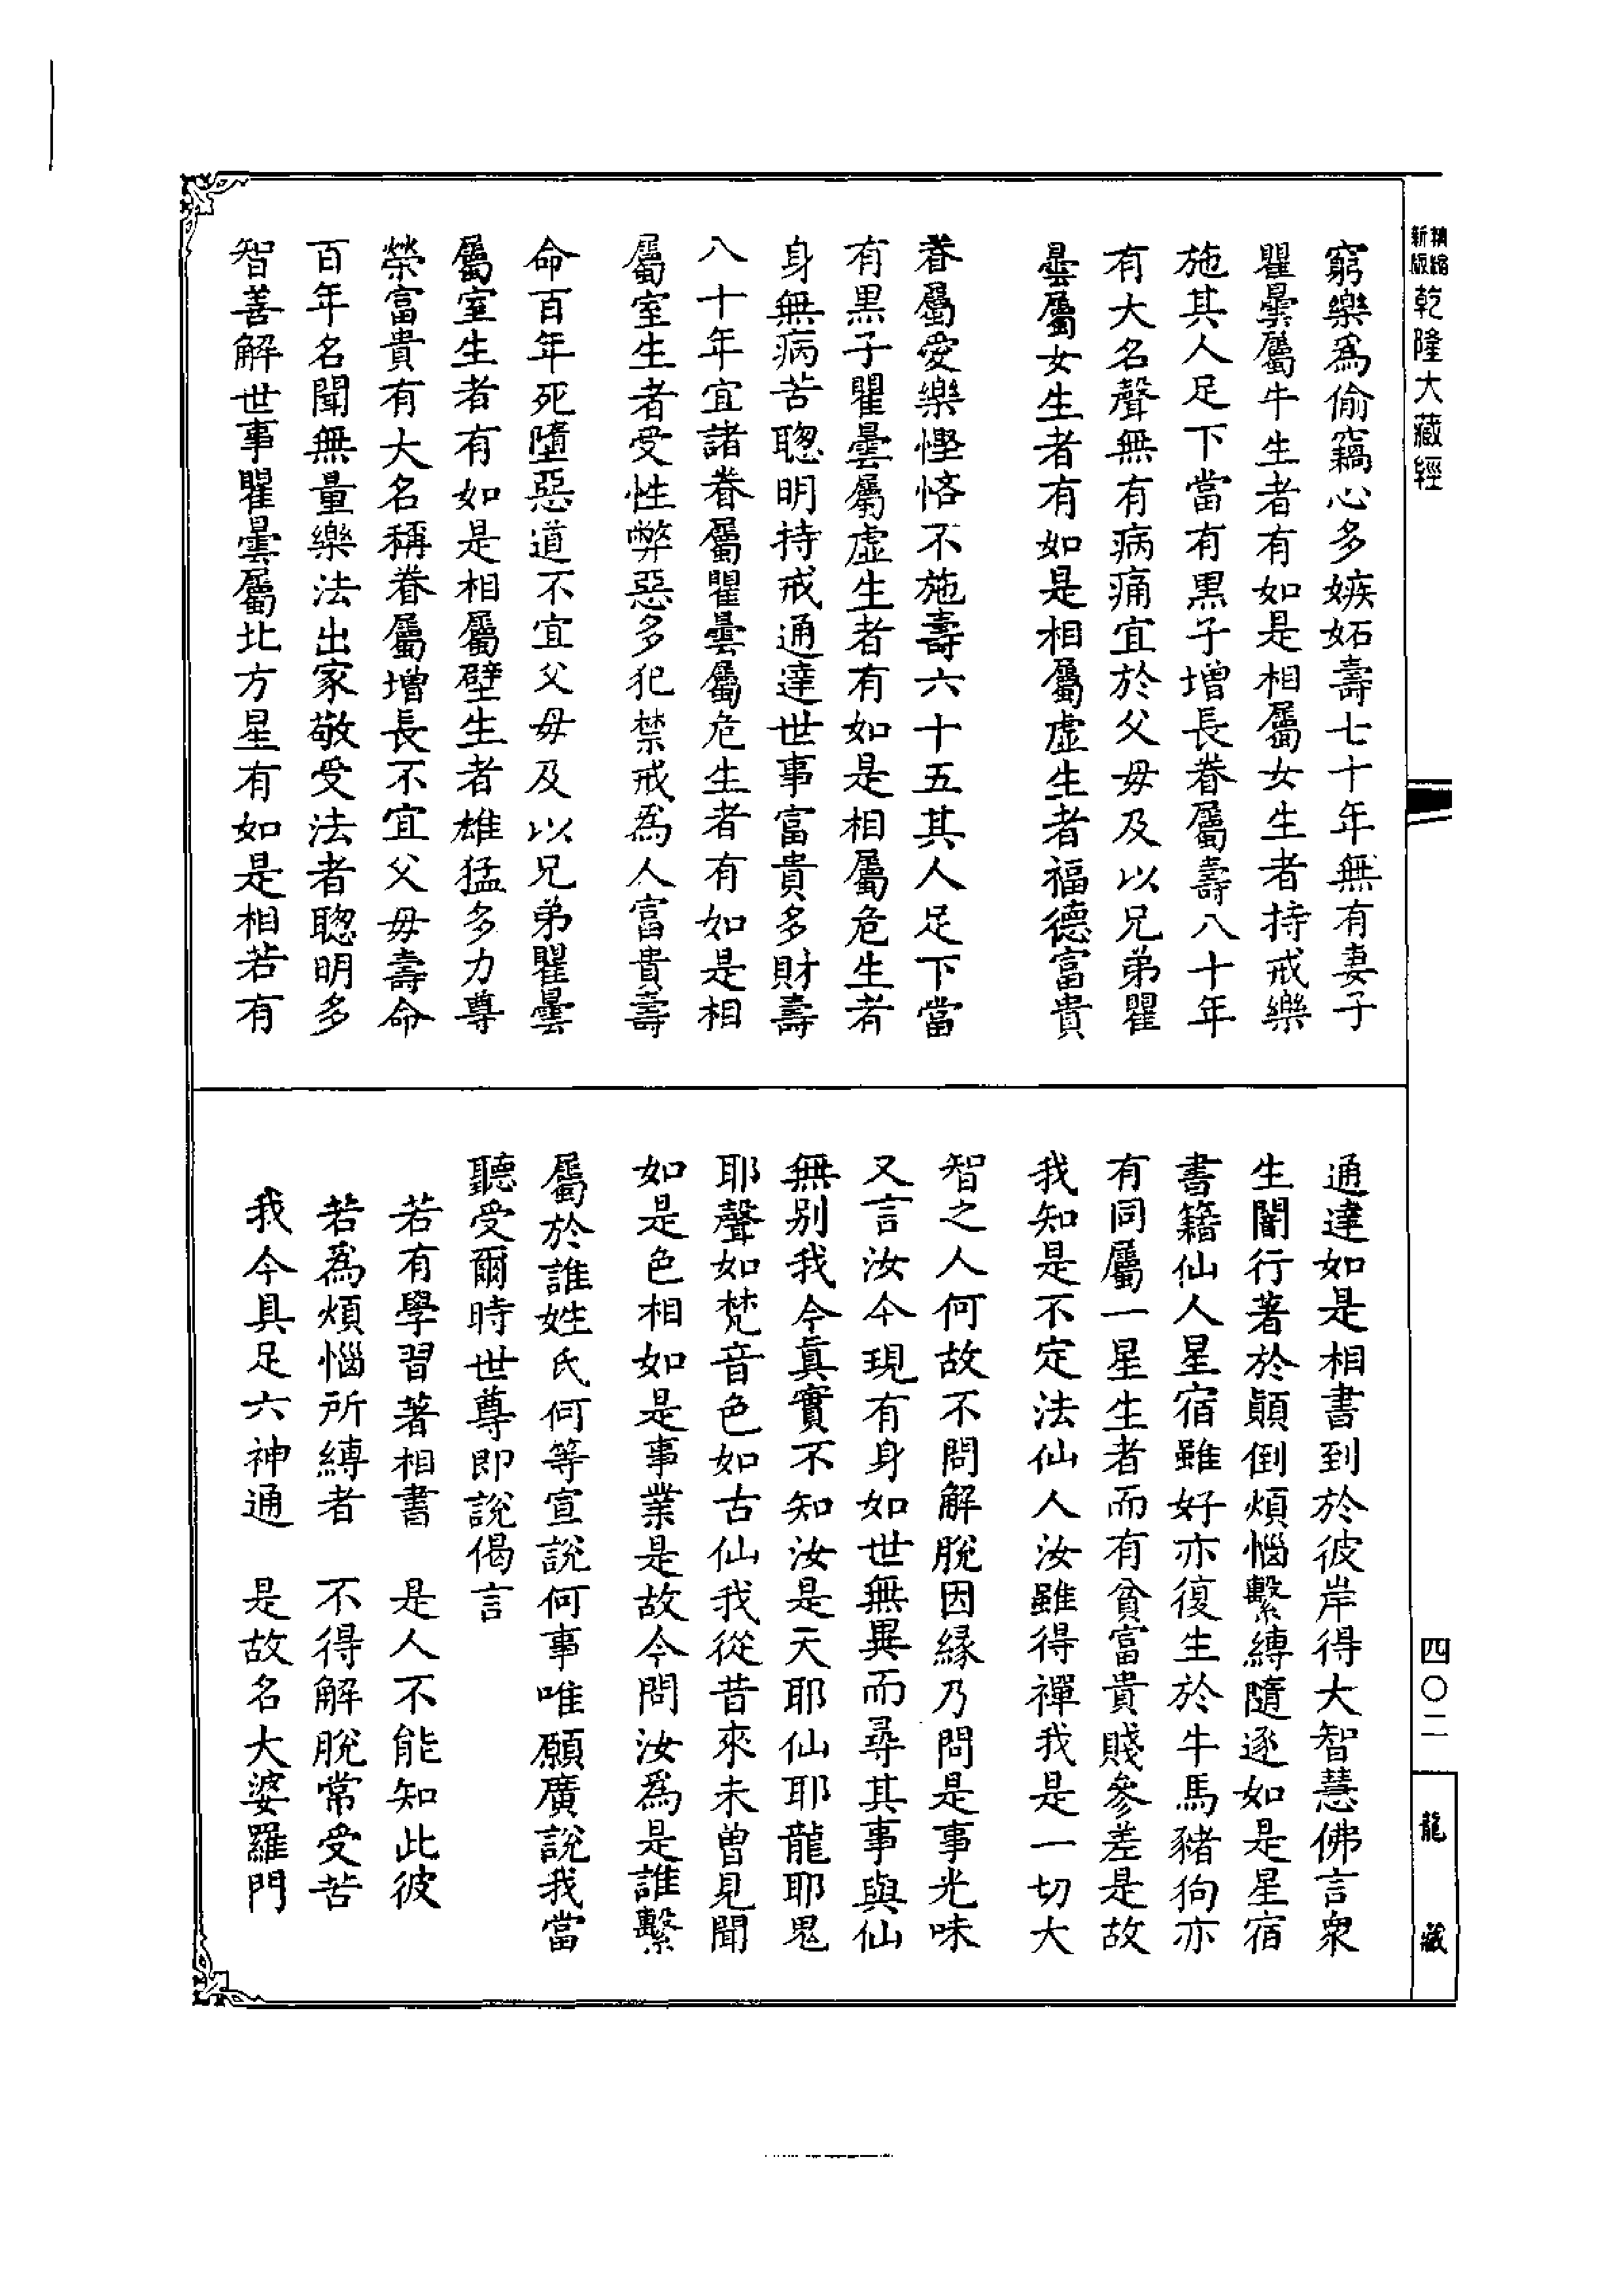 精縮新版乾隆大藏經
窮樂為偷竊心多嫉妬壽七十年無有妻子
瞿曇屬牛生者有如是相屬女生者持戒樂
施其人足下當有黒子增長眷屬壽八十年
有大名聲無有病痛宜於父毋及以兄弟瞿
曇屬女生者有如是相屬虛生者福德富貴
眷屬愛樂慳悋不施壽六十五其人足下當
有黒子瞿曇屬虛生者有如是相屬危生者
身無病苦聦明持戒通達世事富貴多財壽
八十年宜諸眷屬瞿曇屬危生者有如是相
屬室生者受性弊惡多犯禁戒為人富貴壽
命百年死墮惡道不宜父毋及以兄弟瞿曇
屬室生者有如是相屬壁生者雄猛多力尊
榮富貴有大名稱眷屬增長不宜父毋壽命
百年名聞無量樂法出家敬受法者聦明多
智善解世事瞿曇屬北方星有如是相若有
通達如是相書到於彼岸得大智慧佛言衆
生闇行著於顛倒煩惱繫縛隨逐如是星宿
書籍仙人星宿雖好亦復生於牛馬豬狗亦
有同屬一星生者而有貧富貴賤參差是故
我知是不定法仙人汝雖得禪我是一切大
智之人何故不問解脫因緣乃問是事光味
又言汝今現有身如世無異而尋其事與仙
無别我今真實不知汝是天耶仙耶龍耶鬼
耶聲如梵音色如古仙我從昔來未曾見聞
如是色相如是事業是故今問汝為是誰繫
屬於誰姓氏何等宣說何事唯願廣說我當
聽受爾時世尊即說偈言
若有學習著相書　是人不能知此彼
若為煩惱所縛者　不得解脫常受苦
我今具足六神通　是故名大婆羅門
四〇二
龍藏